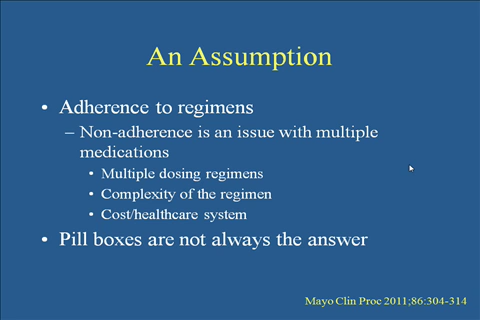 An Assumption
• Adherence to regimens
– Non-adherence is an issue with multiple
medications
• Multiple dosing regimens
• Complexity of the regimen
• Cost/healthcare system
• Pill boxes are not always the answer
Mayo Clin Proc 2011;86:304-314